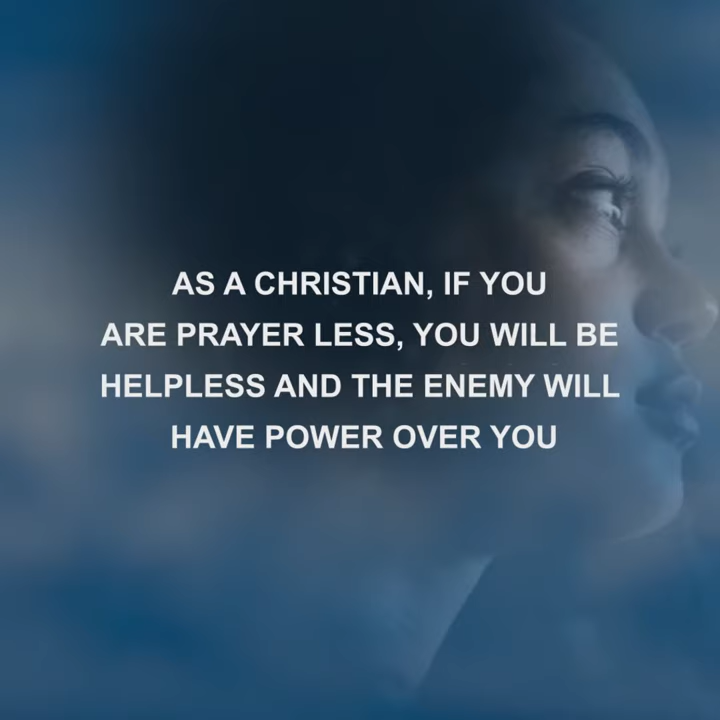 AS A CHRISTIAN, IF YOU
ARE PRAYER LESS, YOU WILL BE
HELPLESS AND THE ENEMY WILL
HAVE POWER OVER YOU